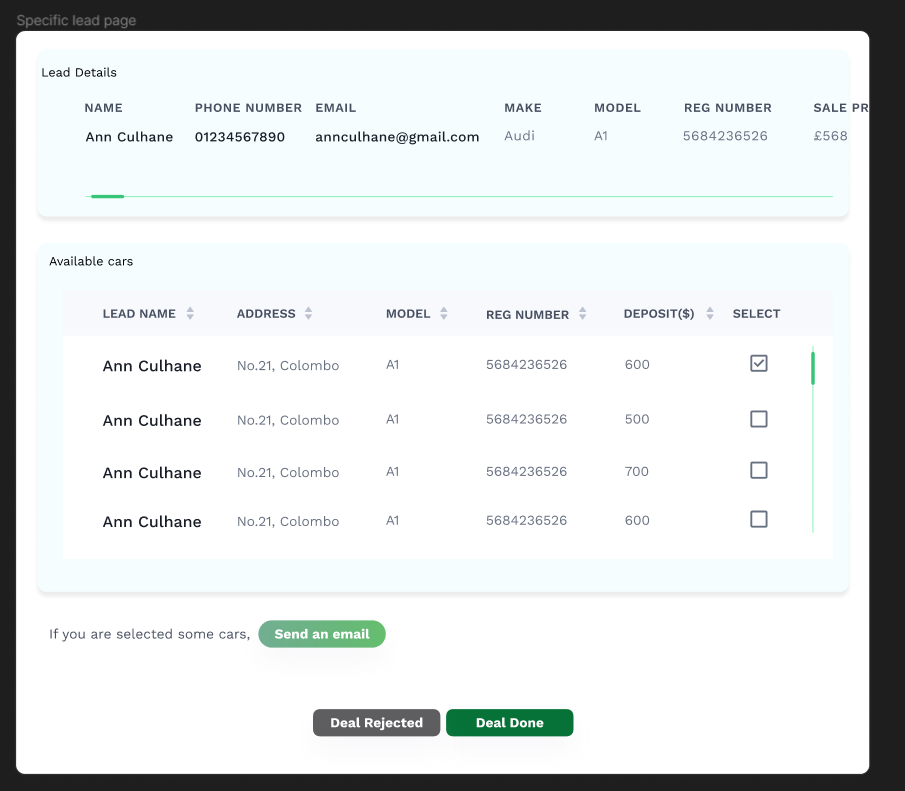 Specific lead page
Lead Details
NAME PHONE NUMBER EMAIL MAKE MODEL REG NUMBER SALE PR
Ann Culhane 01234567890 annculhane@gmail.com Audi A1 5684236526 £568
Available cars
LEAD NAME ADDRESS MODEL REG NUMBER DEPOSIT($) SELECT
Ann Culhane No.21, Colombo A1 5684236526 600
Ann Culhane No.21, Colombo A1 5684236526 500
Ann Culhane No.21, Colombo A1 5684236526 700
Ann Culhane No.21, Colombo A1 5684236526 600
If you are selected some cars, Send an email
Deal Rejected Deal Done